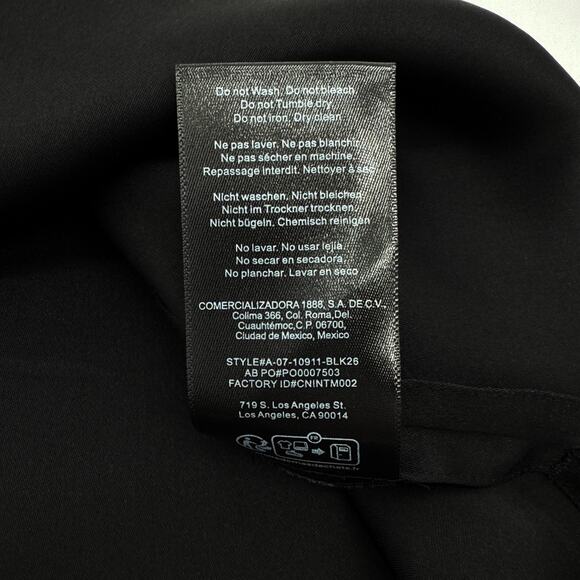 Do not Wash. Do not bleach.
Do not Tumble dry
Do not iron. Dry clean
Ne pas laver. Ne pas blanchir.
Ne pas sécher en machine.
Repassage interdit. Nettoyer à sec
Nicht waschen. Nicht bleichen.
Nicht im Trockner trocknen.
Nicht bügeln. Chemisch reinigen
No lavar. No usar lejía.
No secar en secadora.
No planchar. Lavar en seco
COMERCIALIZADORA 1888, S.A. DE C.V.,
Colima 366, Col. Roma,Del.
Cuauhtémoc,C.P. 06700,
Ciudad de Mexico, Mexico
STYLE#A-07-10911-BLK26
AB PO#PO0007503
FACTORY ID#CNINTM002
719 S. Los Angeles St.
Los Angeles, CA 90014
FR